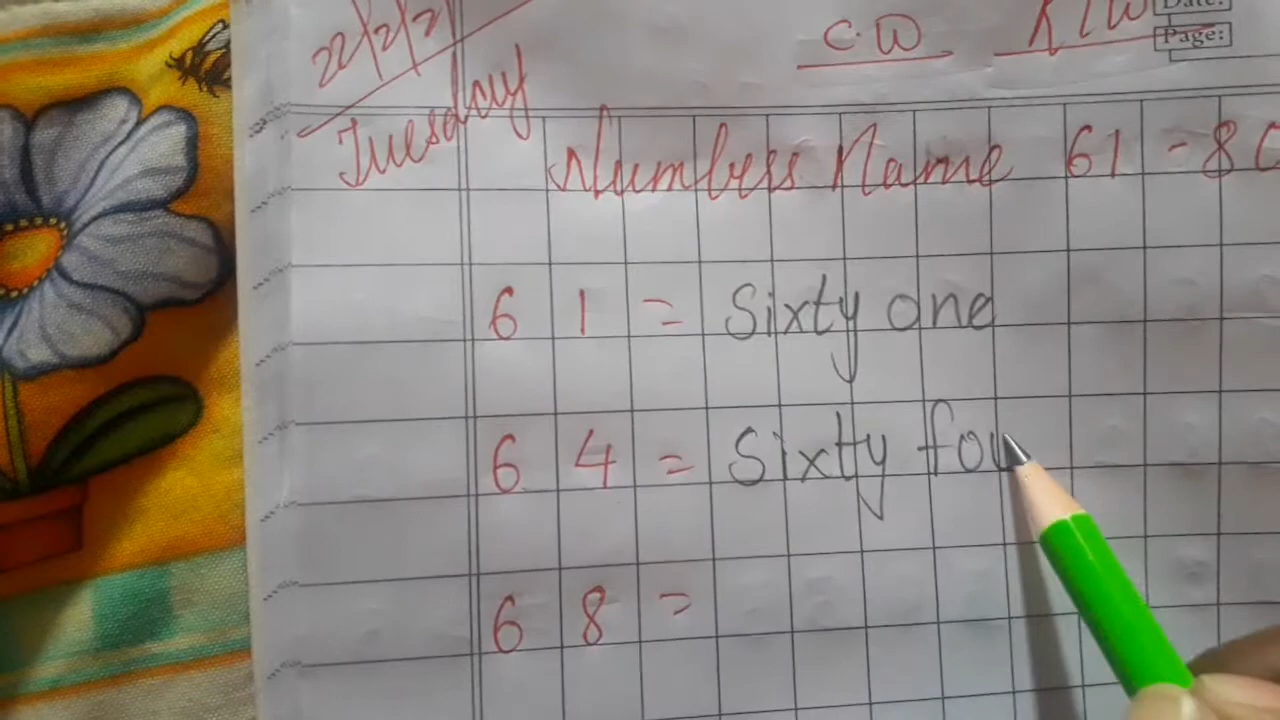 22/2/21
C.W
Date:
Page:
Tuesday
Numbers Name 61 - 80
6 1 = Sixty one
6 4 = Sixty fou
6 8 =